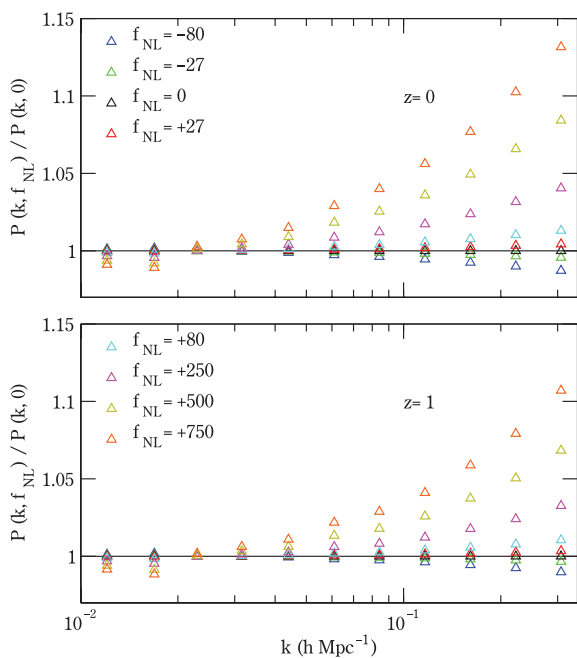 1.15
f NL = −80
f NL = −27
1.1
f NL = 0
z= 0
f NL = +27
P (k, f NL) / P (k, 0)
1.05
1
1.15
f NL = +80
f NL = +250
1.1
f NL = +500
z= 1
f NL = +750
P (k, f NL) / P (k, 0)
1.05
1
10⁻² 10⁻¹
k (h Mpc⁻¹)